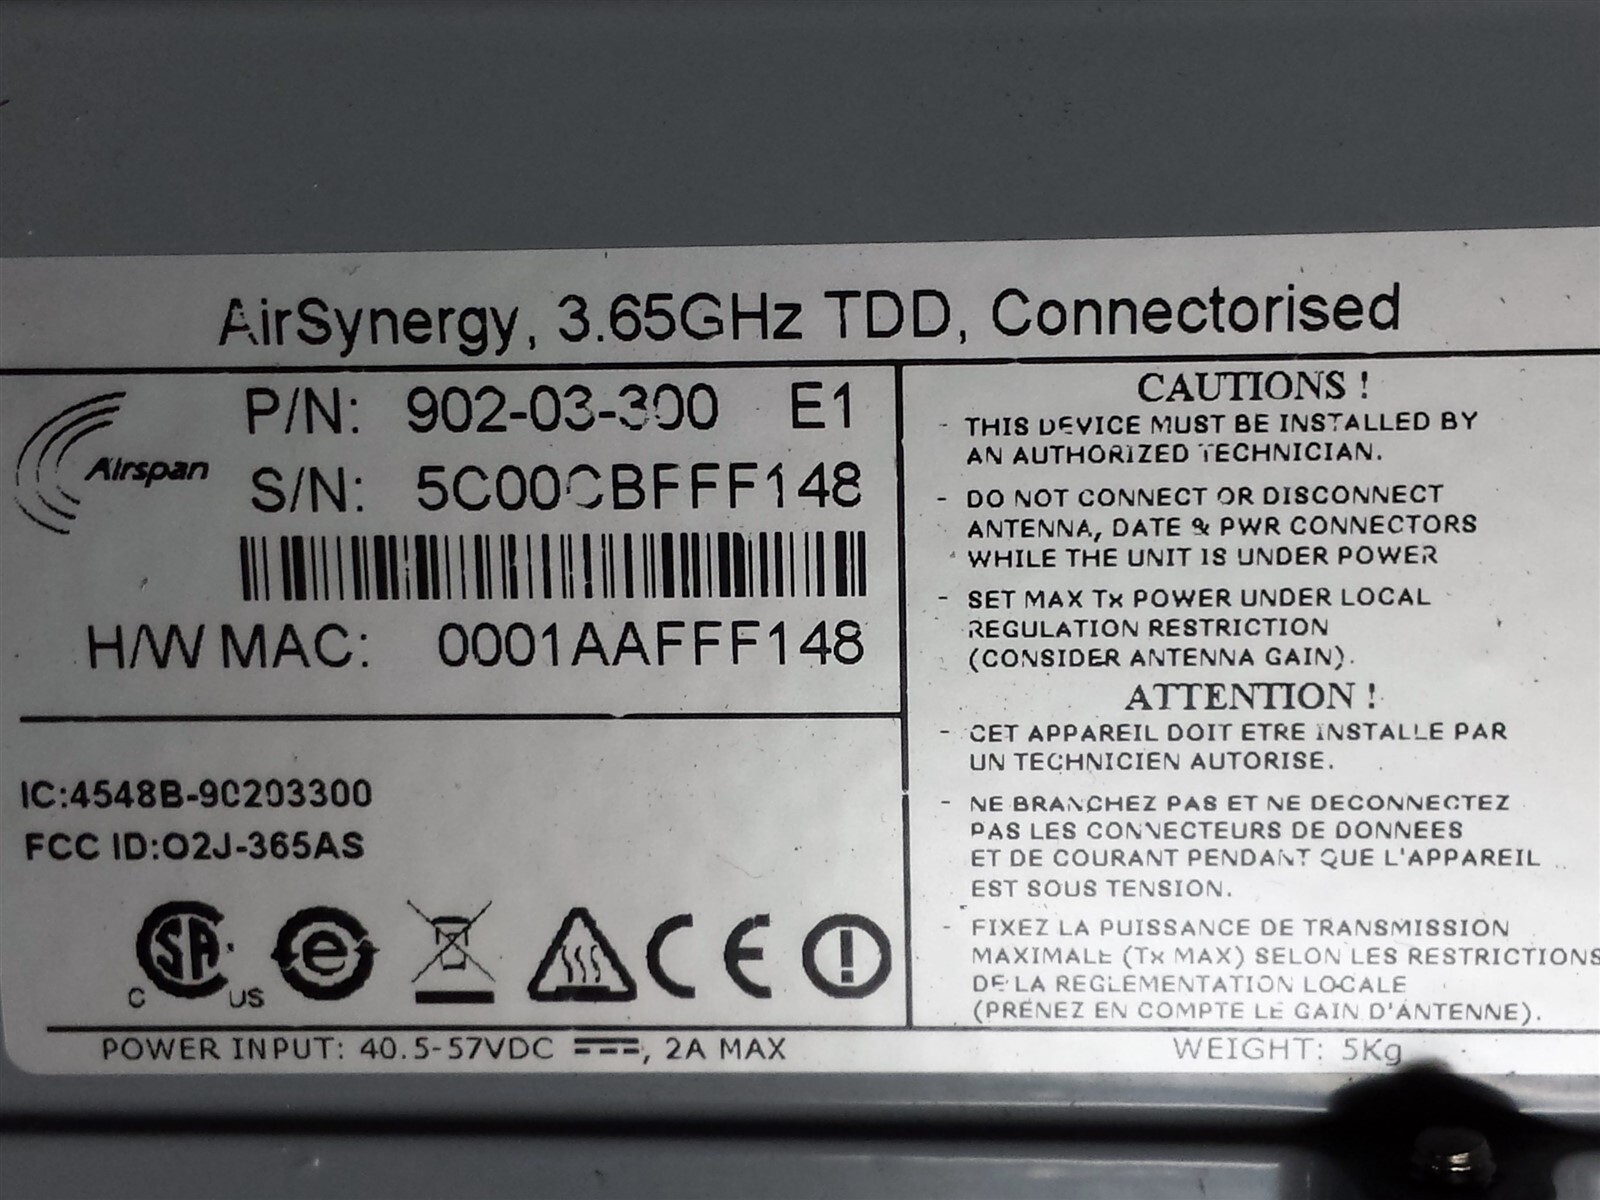 AirSynergy, 3.65GHz TDD, Connectorised
Airspan
P/N: 902-03-300 E1
S/N: 5C00CBFFF148
H/W MAC: 0001AAFFF148
IC:4548B-90203300
FCC ID:O2J-365AS
C US
CE
POWER INPUT: 40.5-57VDC, 2A MAX
CAUTIONS !
- THIS DEVICE MUST BE INSTALLED BY
AN AUTHORIZED TECHNICIAN.
- DO NOT CONNECT OR DISCONNECT
ANTENNA, DATE & PWR CONNECTORS
WHILE THE UNIT IS UNDER POWER
- SET MAX Tx POWER UNDER LOCAL
REGULATION RESTRICTION
(CONSIDER ANTENNA GAIN).
ATTENTION !
- CET APPAREIL DOIT ETRE INSTALLE PAR
UN TECHNICIEN AUTORISE.
- NE BRANCHEZ PAS ET NE DECONNECTEZ
PAS LES CONNECTEURS DE DONNEES
ET DE COURANT PENDANT QUE L'APPAREIL
EST SOUS TENSION.
- FIXEZ LA PUISSANCE DE TRANSMISSION
MAXIMALE (Tx MAX) SELON LES RESTRICTIONS
DE LA REGLEMENTATION LOCALE
(PRENEZ EN COMPTE LE GAIN D'ANTENNE).
WEIGHT: 5Kg